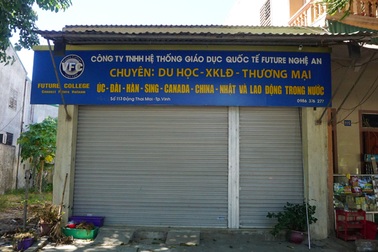 CÔNG TY TNHH HỆ THỐNG GIÁO DỤC QUỐC TẾ FUTURE NGHỆ AN
CHUYÊN: DU HỌC - XKLĐ - THƯƠNG MẠI
VFC
FUTURE COLLEGE
ÚC - ĐÀI - HÀN - SING - CANADA - CHINA - NHẬT VÀ LAO ĐỘNG TRONG NƯỚC